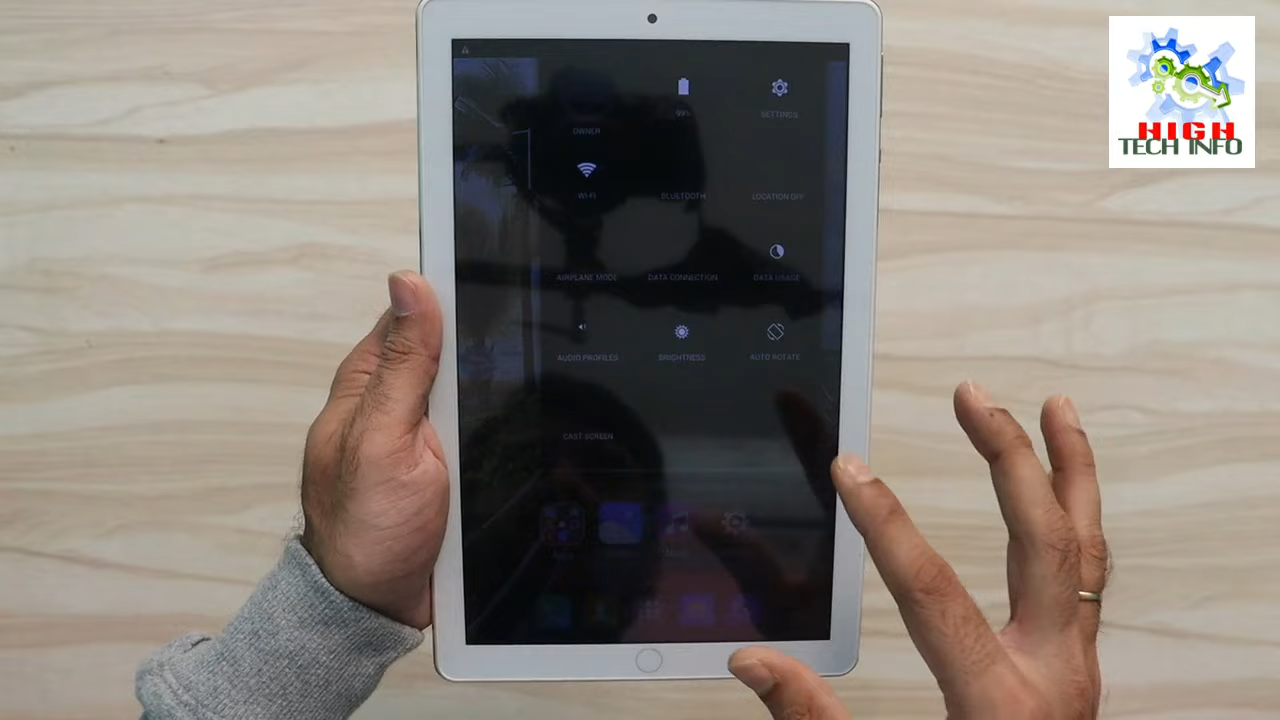 HIGH
TECH INFO
99%
SETTINGS
OWNER
WI-FI
BLUETOOTH
LOCATION OFF
AIRPLANE MODE
DATA CONNECTION
DATA USAGE
AUDIO PROFILES
BRIGHTNESS
AUTO ROTATE
CAST SCREEN